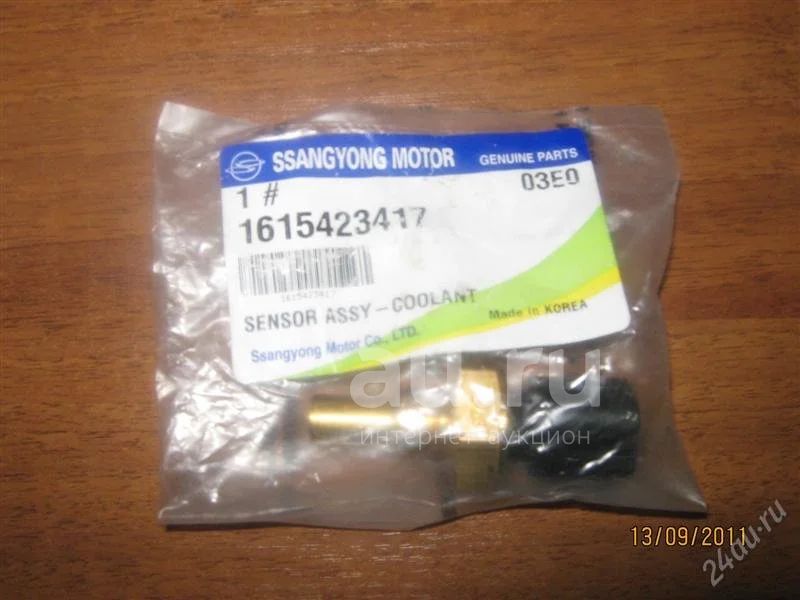 SSANGYONG MOTOR GENUINE PARTS
1 # 03E0
1615423417
1615423417
SENSOR ASSY-COOLANT
Made in KOREA
Ssangyong Motor Co., LTD.
au.ru
интернет-аукцион
13/09/2011
24au.ru